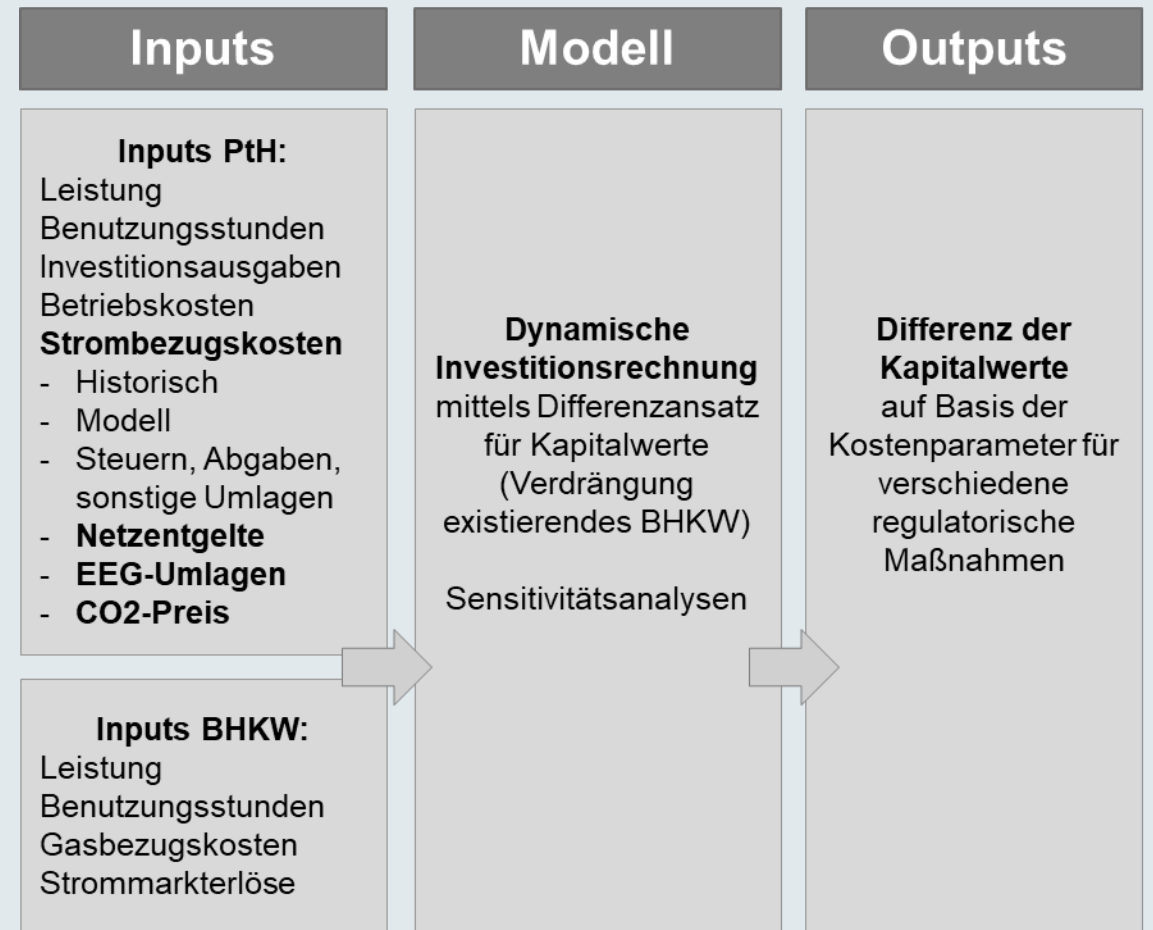 Inputs
Inputs PtH:
Leistung
Benutzungsstunden
Investitionsausgaben
Betriebskosten
Strombezugskosten
- Historisch
- Modell
- Steuern, Abgaben,
sonstige Umlagen
- Netzentgelte
- EEG-Umlagen
- CO2-Preis
Inputs BHKW:
Leistung
Benutzungsstunden
Gasbezugskosten
Strommarkterlöse
Modell
Dynamische
Investitionsrechnung
mittels Differenzansatz
für Kapitalwerte
(Verdrängung
existierendes BHKW)
Sensitivitätsanalysen
Outputs
Differenz der
Kapitalwerte
auf Basis der
Kostenparameter für
verschiedene
regulatorische
Maßnahmen